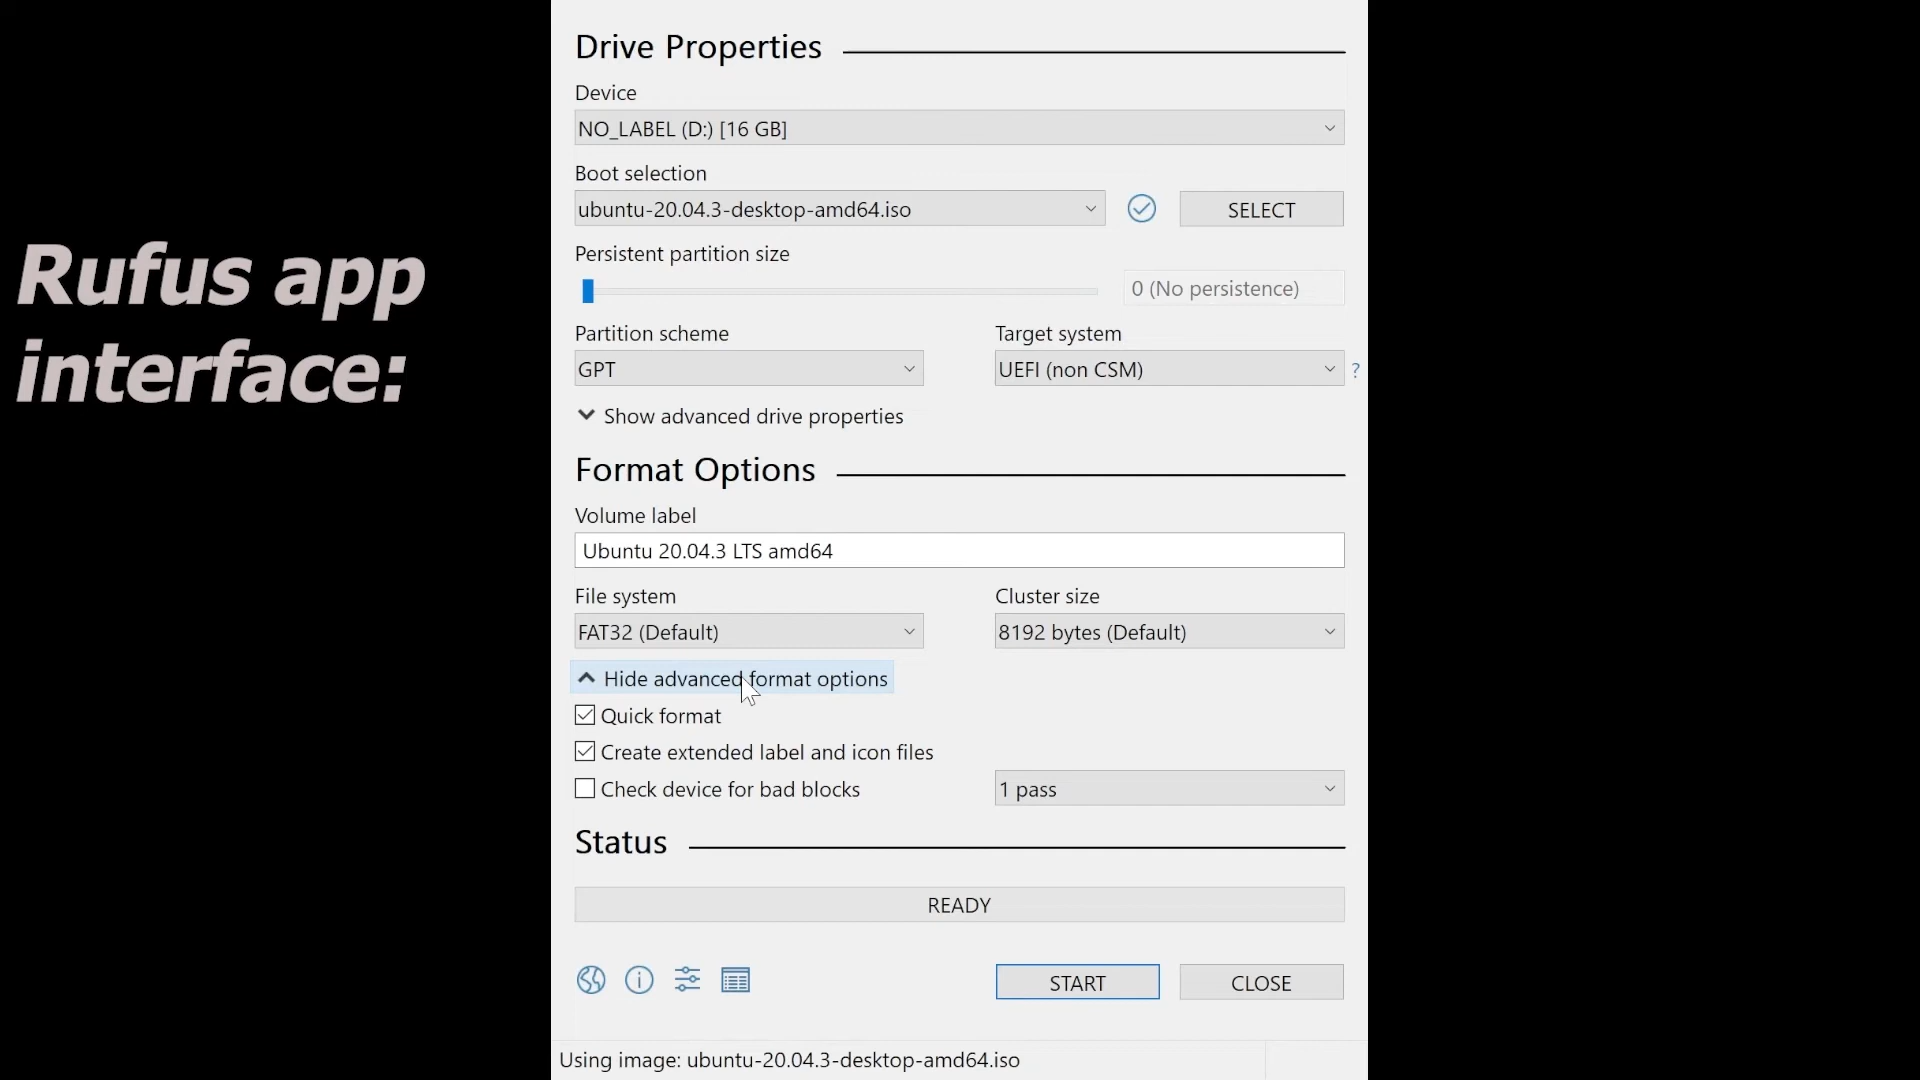 Rufus app
interface:
Drive Properties
Device
NO_LABEL (D:) [16 GB]
Boot selection
ubuntu-20.04.3-desktop-amd64.iso
SELECT
Persistent partition size
0 (No persistence)
Partition scheme
Target system
GPT
UEFI (non CSM)
?
Show advanced drive properties
Format Options
Volume label
Ubuntu 20.04.3 LTS amd64
File system
Cluster size
FAT32 (Default)
8192 bytes (Default)
Hide advanced format options
Quick format
Create extended label and icon files
Check device for bad blocks
1 pass
Status
READY
START
CLOSE
Using image: ubuntu-20.04.3-desktop-amd64.iso